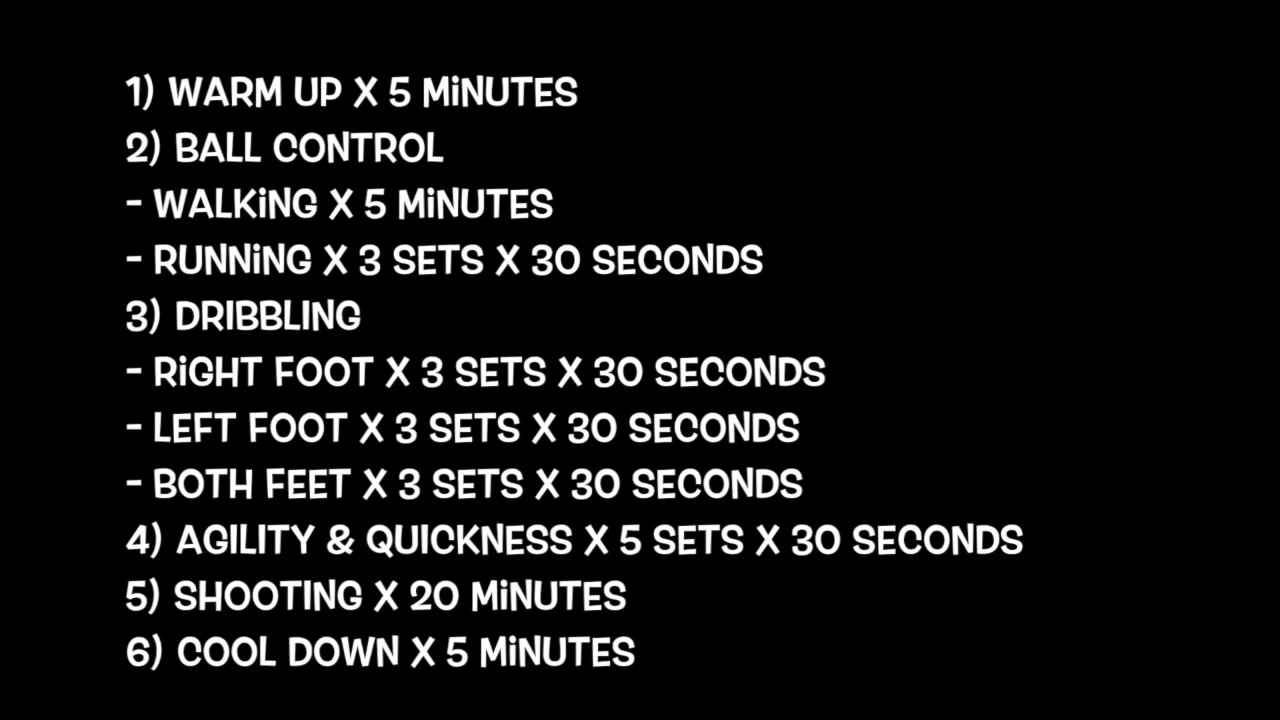 1) WARM UP X 5 MiNUTES
2) BALL CONTROL
- WALKiNG X 5 MiNUTES
- RUNNiNG X 3 SETS X 30 SECONDS
3) DRIBBLING
- RiGHT FOOT X 3 SETS X 30 SECONDS
- LEFT FOOT X 3 SETS X 30 SECONDS
- BOTH FEET X 3 SETS X 30 SECONDS
4) AGILITY & QUICKNESS X 5 SETS X 30 SECONDS
5) SHOOTING X 20 MiNUTES
6) COOL DOWN X 5 MiNUTES